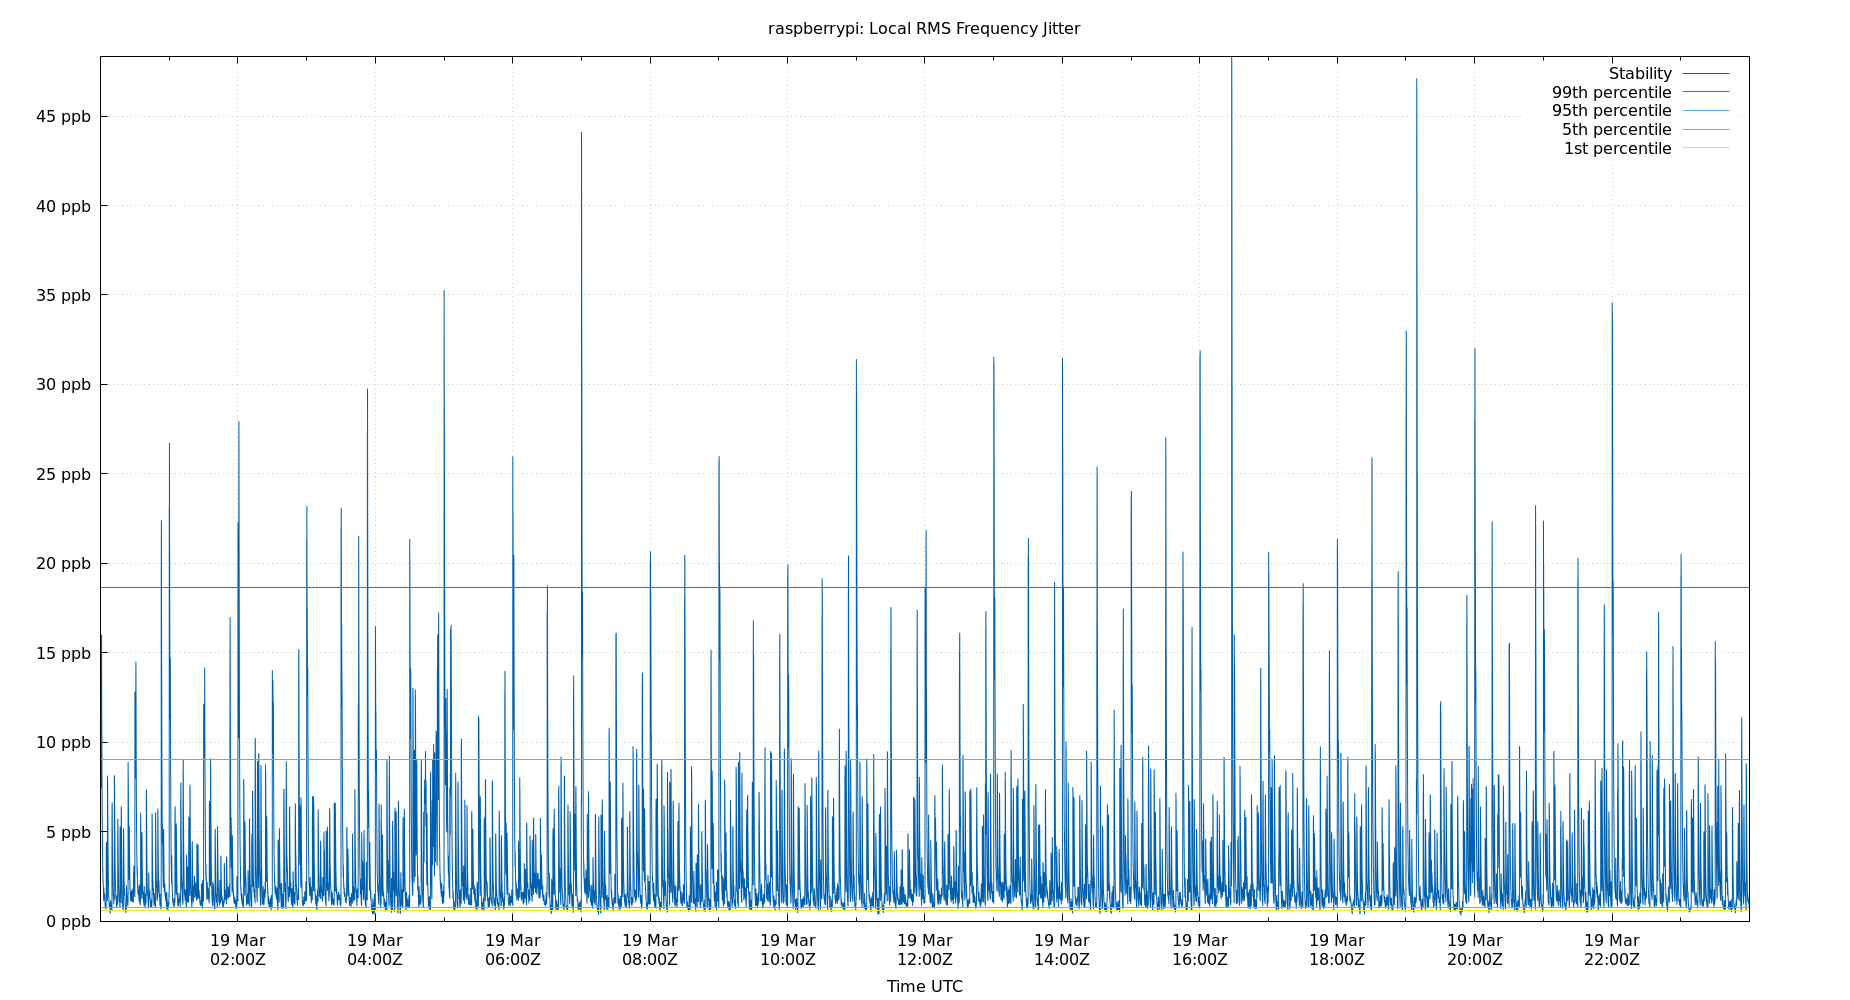 raspberrypi: Local RMS Frequency Jitter
Stability
99th percentile
95th percentile
5th percentile
1st percentile
45 ppb
40 ppb
35 ppb
30 ppb
25 ppb
20 ppb
15 ppb
10 ppb
5 ppb
0 ppb
19 Mar 19 Mar 19 Mar 19 Mar 19 Mar 19 Mar 19 Mar 19 Mar 19 Mar 19 Mar 19 Mar
02:00Z 04:00Z 06:00Z 08:00Z 10:00Z 12:00Z 14:00Z 16:00Z 18:00Z 20:00Z 22:00Z
Time UTC